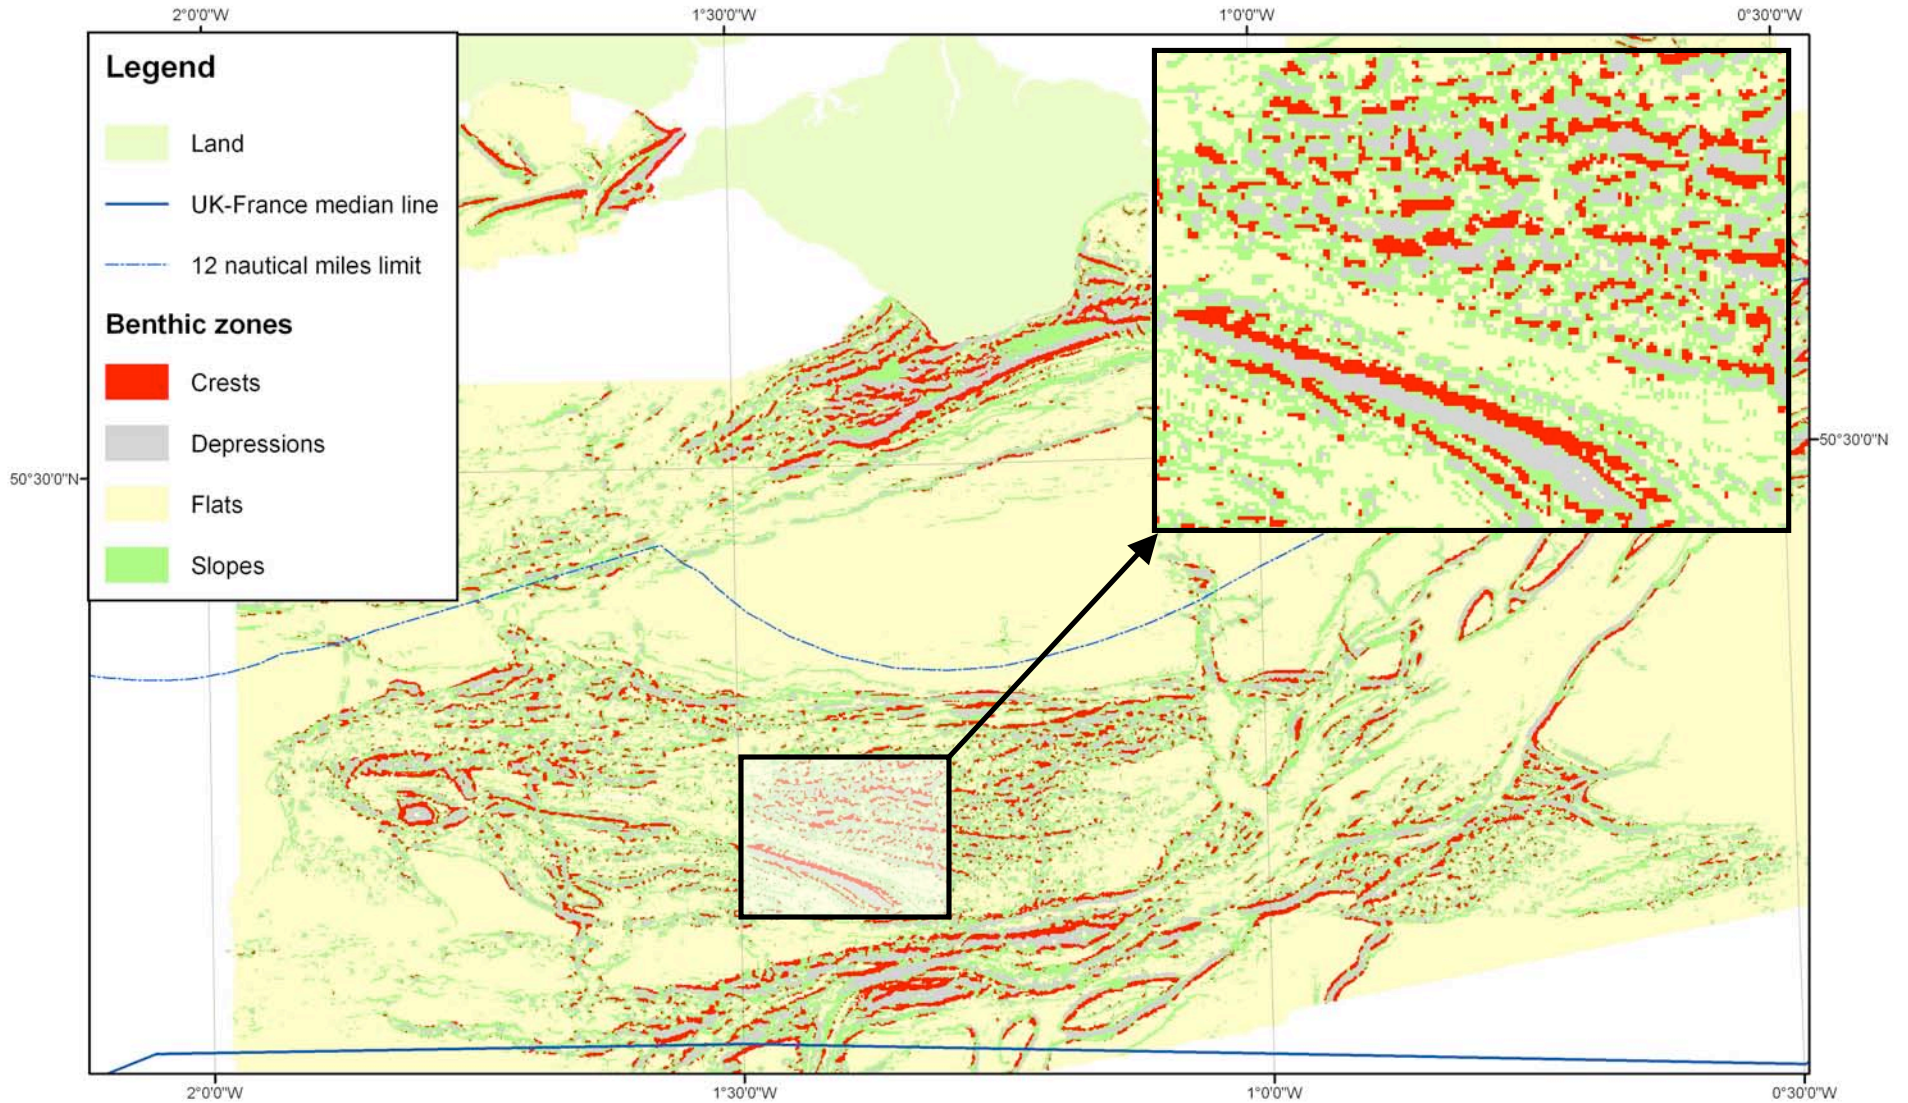 2°0'0"W 1°30'0"W 1°0'0"W 0°30'0"W
Legend
Land
UK-France median line
12 nautical miles limit
Benthic zones
Crests
Depressions
Flats
Slopes
50°30'0"N
50°30'0"N
2°0'0"W 1°30'0"W 1°0'0"W 0°30'0"W